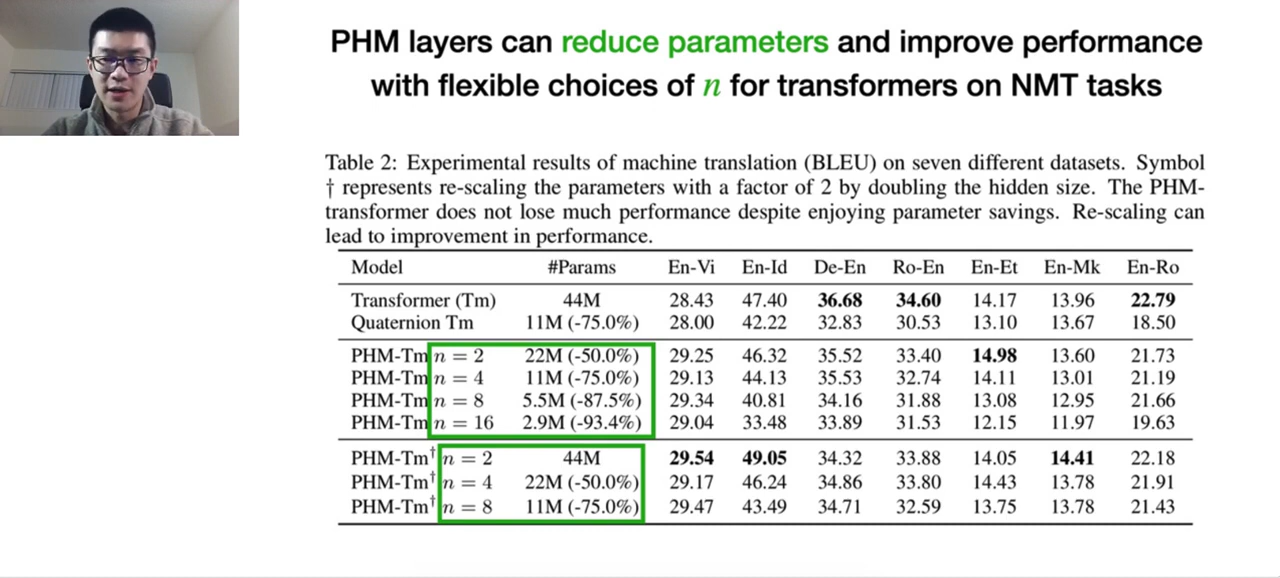 PHM layers can reduce parameters and improve performance
with flexible choices of n for transformers on NMT tasks
Table 2: Experimental results of machine translation (BLEU) on seven different datasets. Symbol
† represents re-scaling the parameters with a factor of 2 by doubling the hidden size. The PHM-
transformer does not lose much performance despite enjoying parameter savings. Re-scaling can
lead to improvement in performance.
Model #Params En-Vi En-Id De-En Ro-En En-Et En-Mk En-Ro
Transformer (Tm) 44M 28.43 47.40 36.68 34.60 14.17 13.96 22.79
Quaternion Tm 11M (-75.0%) 28.00 42.22 32.83 30.53 13.10 13.67 18.50
PHM-Tm n = 2 22M (-50.0%) 29.25 46.32 35.52 33.40 14.98 13.60 21.73
PHM-Tm n = 4 11M (-75.0%) 29.13 44.13 35.53 32.74 14.11 13.01 21.19
PHM-Tm n = 8 5.5M (-87.5%) 29.34 40.81 34.16 31.88 13.08 12.95 21.66
PHM-Tm n = 16 2.9M (-93.4%) 29.04 33.48 33.89 31.53 12.15 11.97 19.63
PHM-Tm† n = 2 44M 29.54 49.05 34.32 33.88 14.05 14.41 22.18
PHM-Tm† n = 4 22M (-50.0%) 29.17 46.24 34.86 33.80 14.43 13.78 21.91
PHM-Tm† n = 8 11M (-75.0%) 29.47 43.49 34.71 32.59 13.75 13.78 21.43